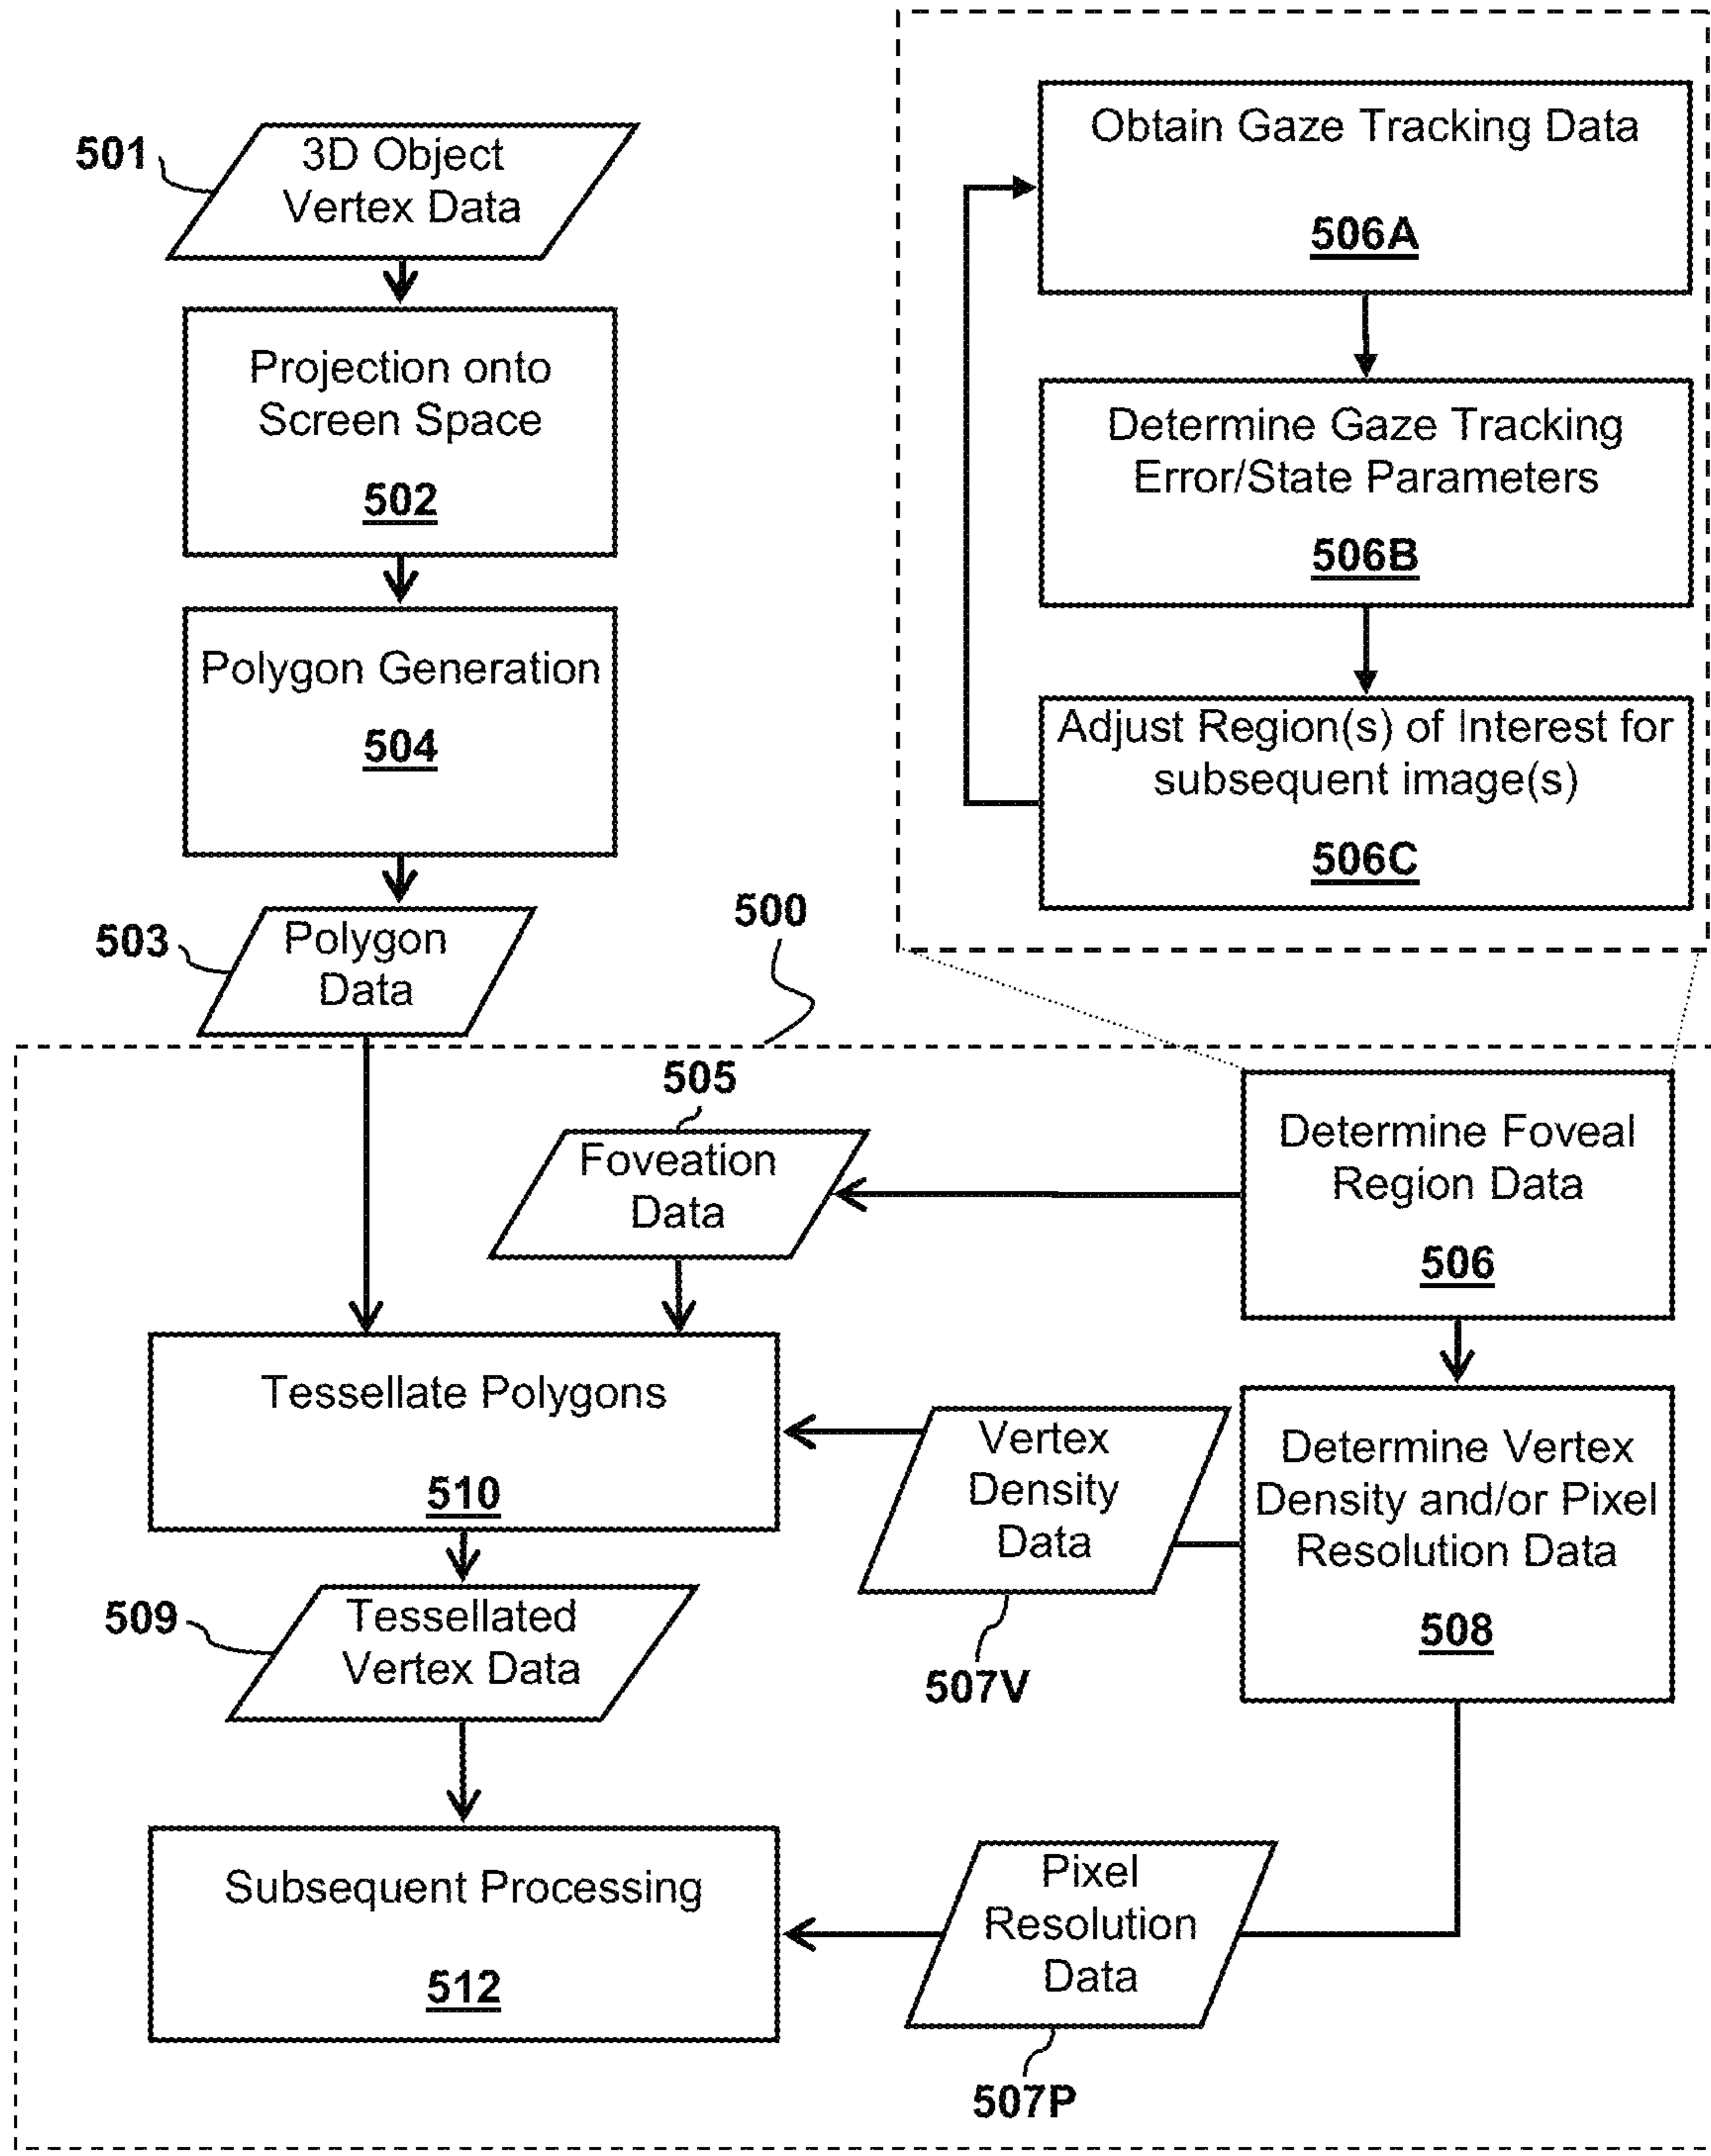 501
3D Object
Vertex Data
Projection onto
Screen Space
502
Polygon Generation
504
503
Polygon
Data
Obtain Gaze Tracking Data
506A
Determine Gaze Tracking
Error/State Parameters
506B
Adjust Region(s) of Interest for
subsequent image(s)
506C
500
505
Foveation
Data
Determine Foveal
Region Data
506
Tessellate Polygons
510
Vertex
Density
Data
507V
Determine Vertex
Density and/or Pixel
Resolution Data
508
509
Tessellated
Vertex Data
Subsequent Processing
512
Pixel
Resolution
Data
507P